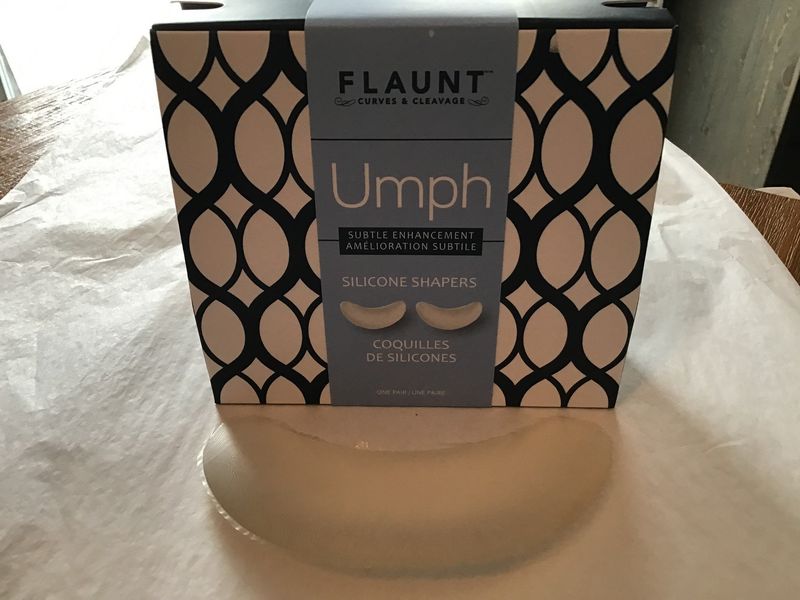 FLAUNT™
CURVES & CLEAVAGE
Umph
SUBTLE ENHANCEMENT
AMÉLIORATION SUBTILE
SILICONE SHAPERS
COQUILLES
DE SILICONES
ONE PAIR / UNE PAIRE